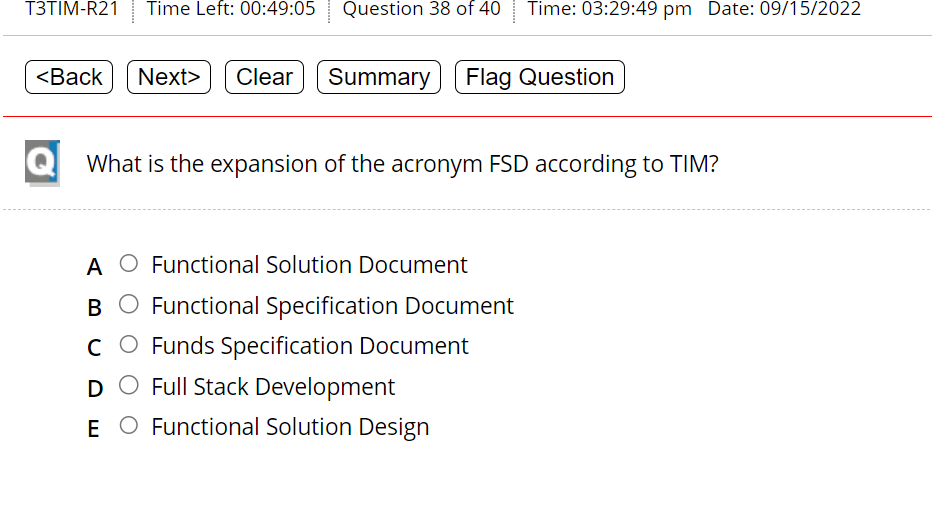 T3TIM-R21 Time Left: 00:49:05 Question 38 of 40 Time: 03:29:49 pm Date: 09/15/2022
<Back Next> Clear Summary Flag Question
Q What is the expansion of the acronym FSD according to TIM?
A Functional Solution Document
B Functional Specification Document
C Funds Specification Document
D Full Stack Development
E Functional Solution Design